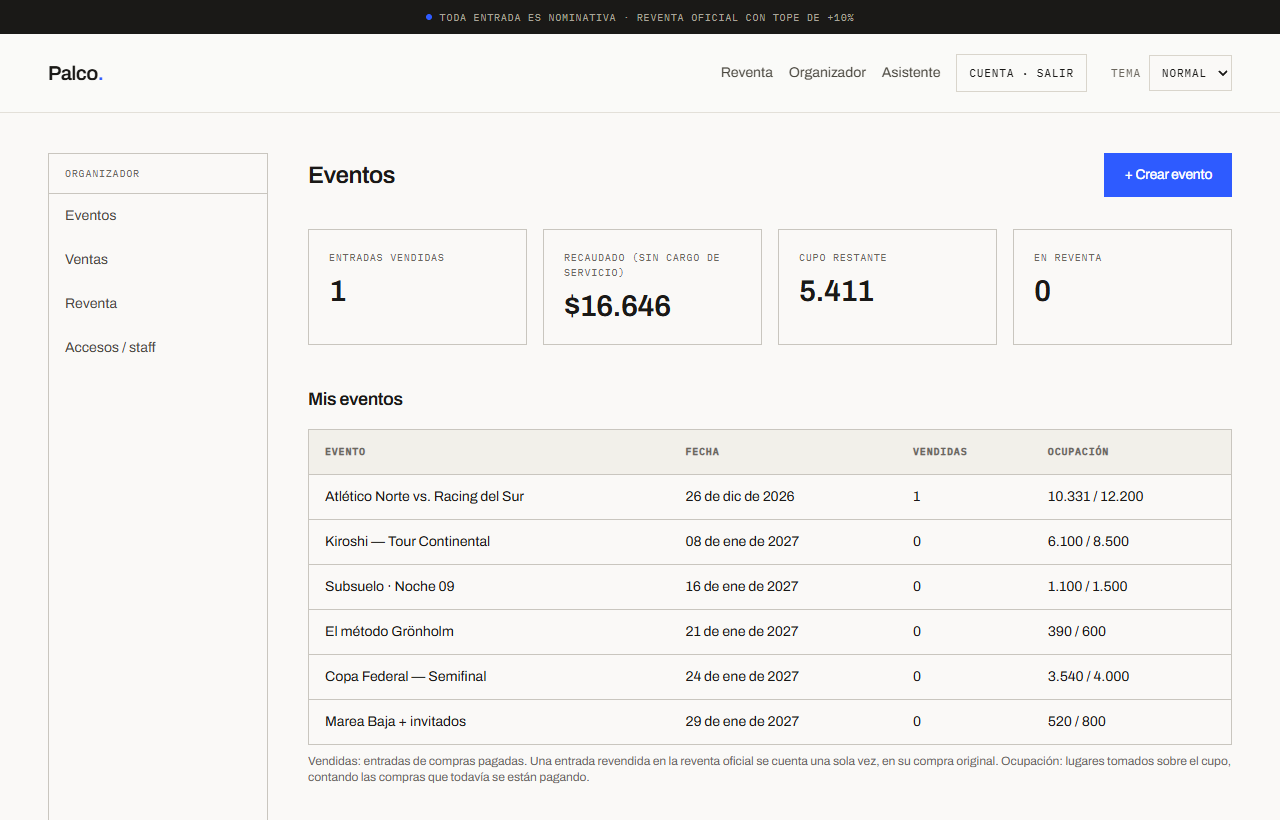 TODA ENTRADA ES NOMINATIVA · REVENTA OFICIAL CON TOPE DE +10%
Palco.
Reventa
Organizador
Asistente
CUENTA · SALIR
TEMA
NORMAL
ORGANIZADOR
Eventos
Ventas
Reventa
Accesos / staff
Eventos
+ Crear evento
ENTRADAS VENDIDAS
1
RECAUDADO (SIN CARGO DE
SERVICIO)
$16.646
CUPO RESTANTE
5.411
EN REVENTA
0
Mis eventos
EVENTO FECHA VENDIDAS OCUPACIÓN
Atlético Norte vs. Racing del Sur 26 de dic de 2026 1 10.331 / 12.200
Kiroshi — Tour Continental 08 de ene de 2027 0 6.100 / 8.500
Subsuelo · Noche 09 16 de ene de 2027 0 1.100 / 1.500
El método Grönholm 21 de ene de 2027 0 390 / 600
Copa Federal — Semifinal 24 de ene de 2027 0 3.540 / 4.000
Marea Baja + invitados 29 de ene de 2027 0 520 / 800
Vendidas: entradas de compras pagadas. Una entrada revendida en la reventa oficial se cuenta una sola vez, en su compra original. Ocupación: lugares tomados sobre el cupo,
contando las compras que todavía se están pagando.